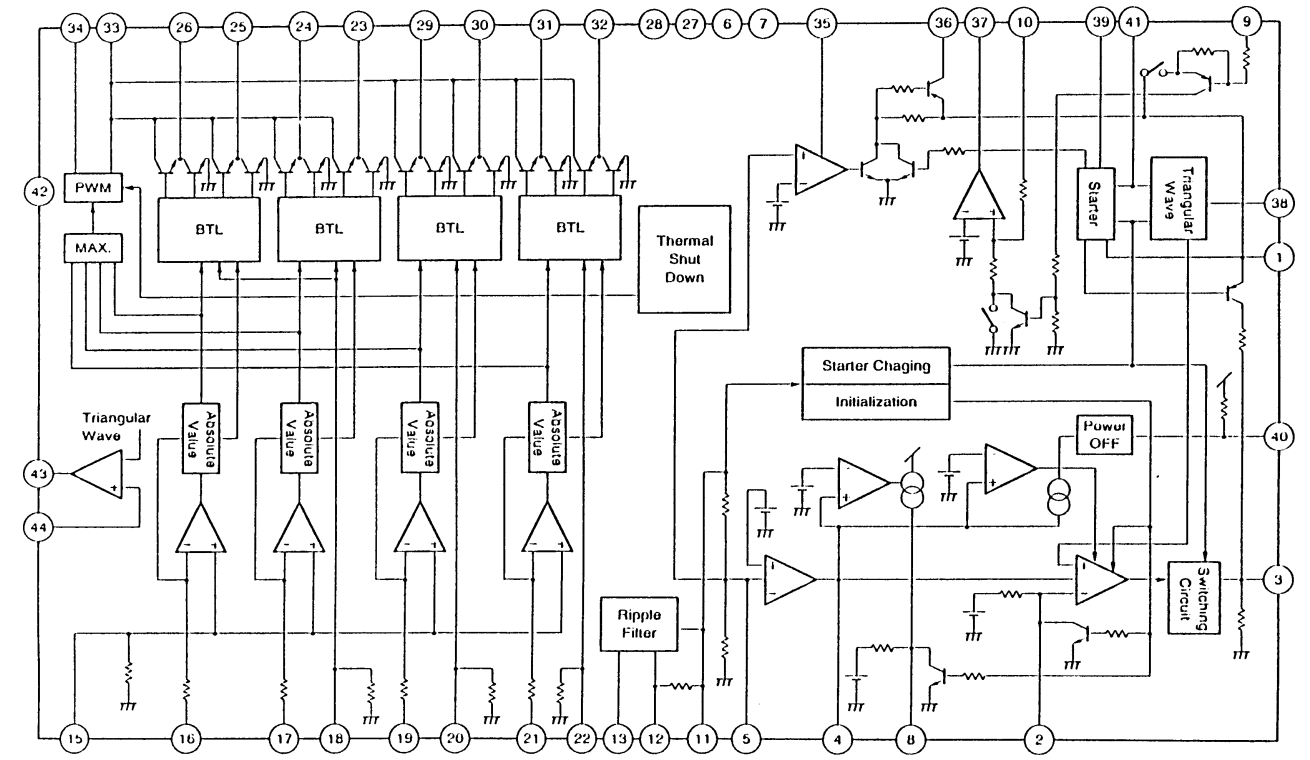 34 33 26 25 24 23 29 30 31 32 28 27 6 7 35 36 37 10 39 41 9
42
PWM
MAX.
BTL
BTL
BTL
BTL
Thermal
Shut
Down
Starter
Triangular
Wave
38
1
Starter Chaging
Initialization
Triangular
Wave
Absolute
Value
Absolute
Value
Absolute
Value
Absolute
Value
Power
OFF
40
43
44
Ripple
Filter
Switching
Circuit
3
15 16 17 18 19 20 21 22 13 12 11 5 4 8 2